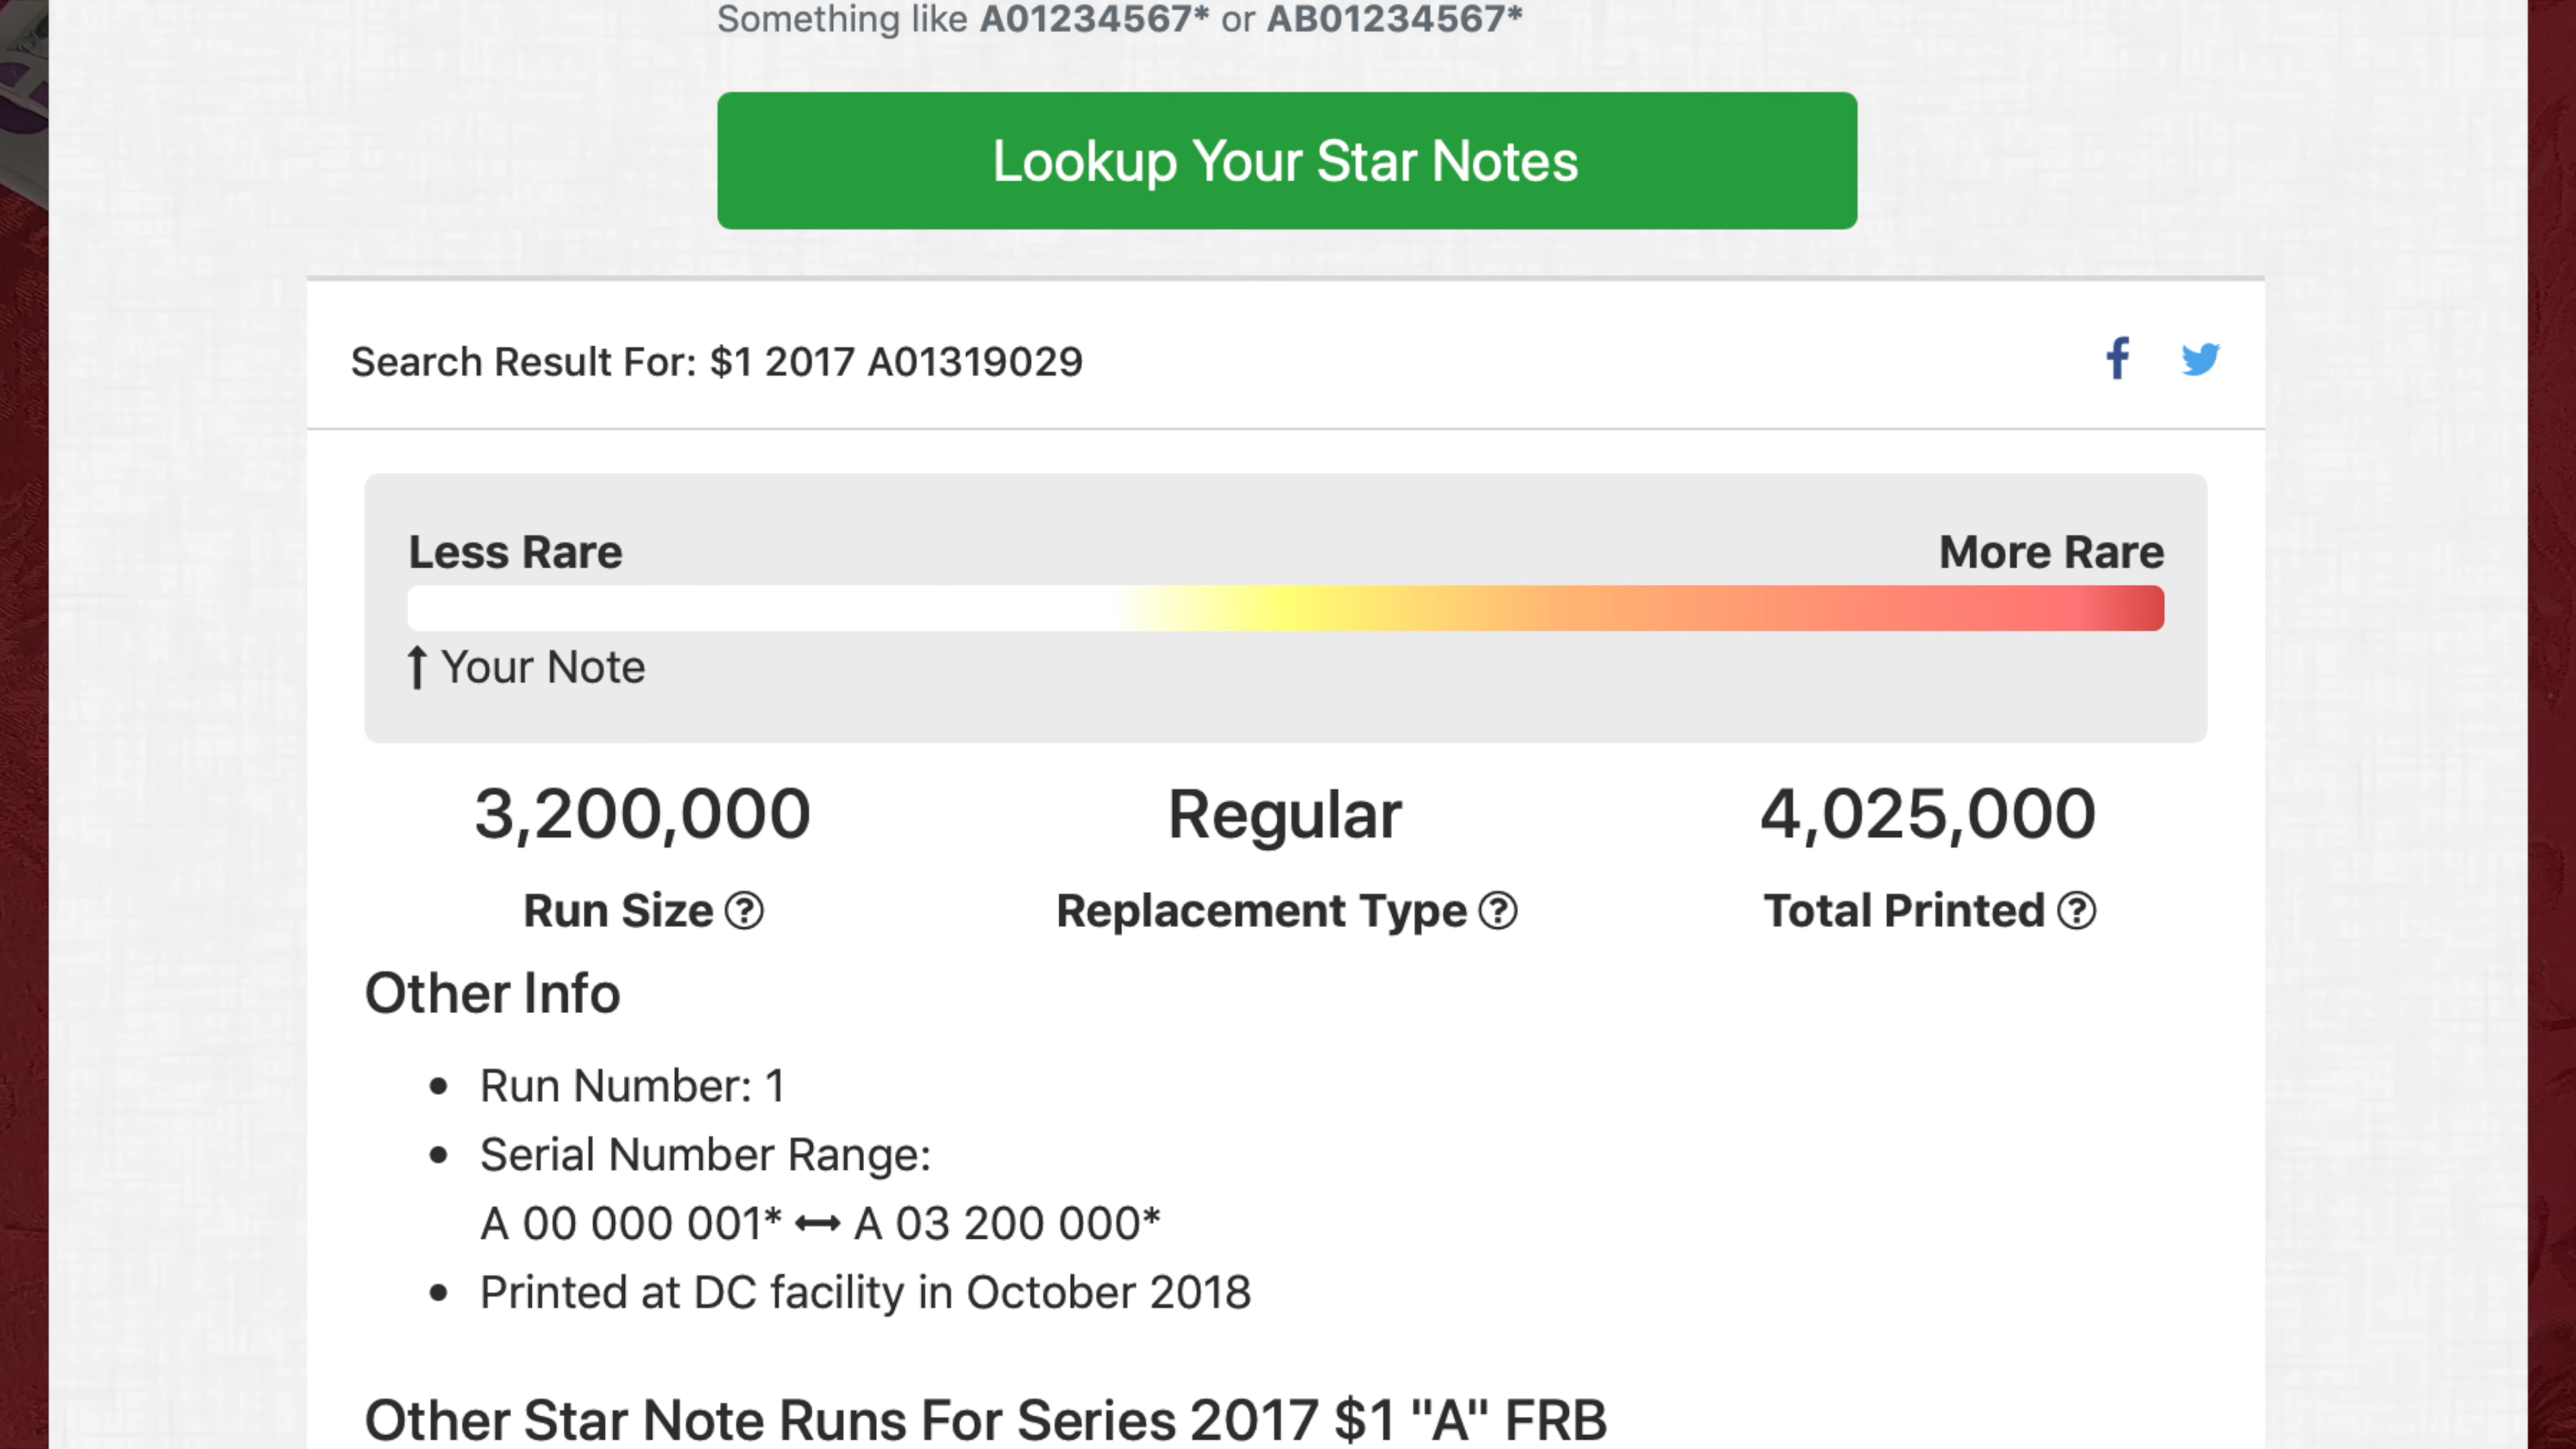 Something like A01234567* or AB01234567*
Lookup Your Star Notes
Search Result For: $1 2017 A01319029
Less Rare
More Rare
↑ Your Note
3,200,000
Regular
4,025,000
Run Size ?
Replacement Type ?
Total Printed ?
Other Info
• Run Number: 1
• Serial Number Range:
A 00 000 001* ↔ A 03 200 000*
• Printed at DC facility in October 2018
Other Star Note Runs For Series 2017 $1 "A" FRB